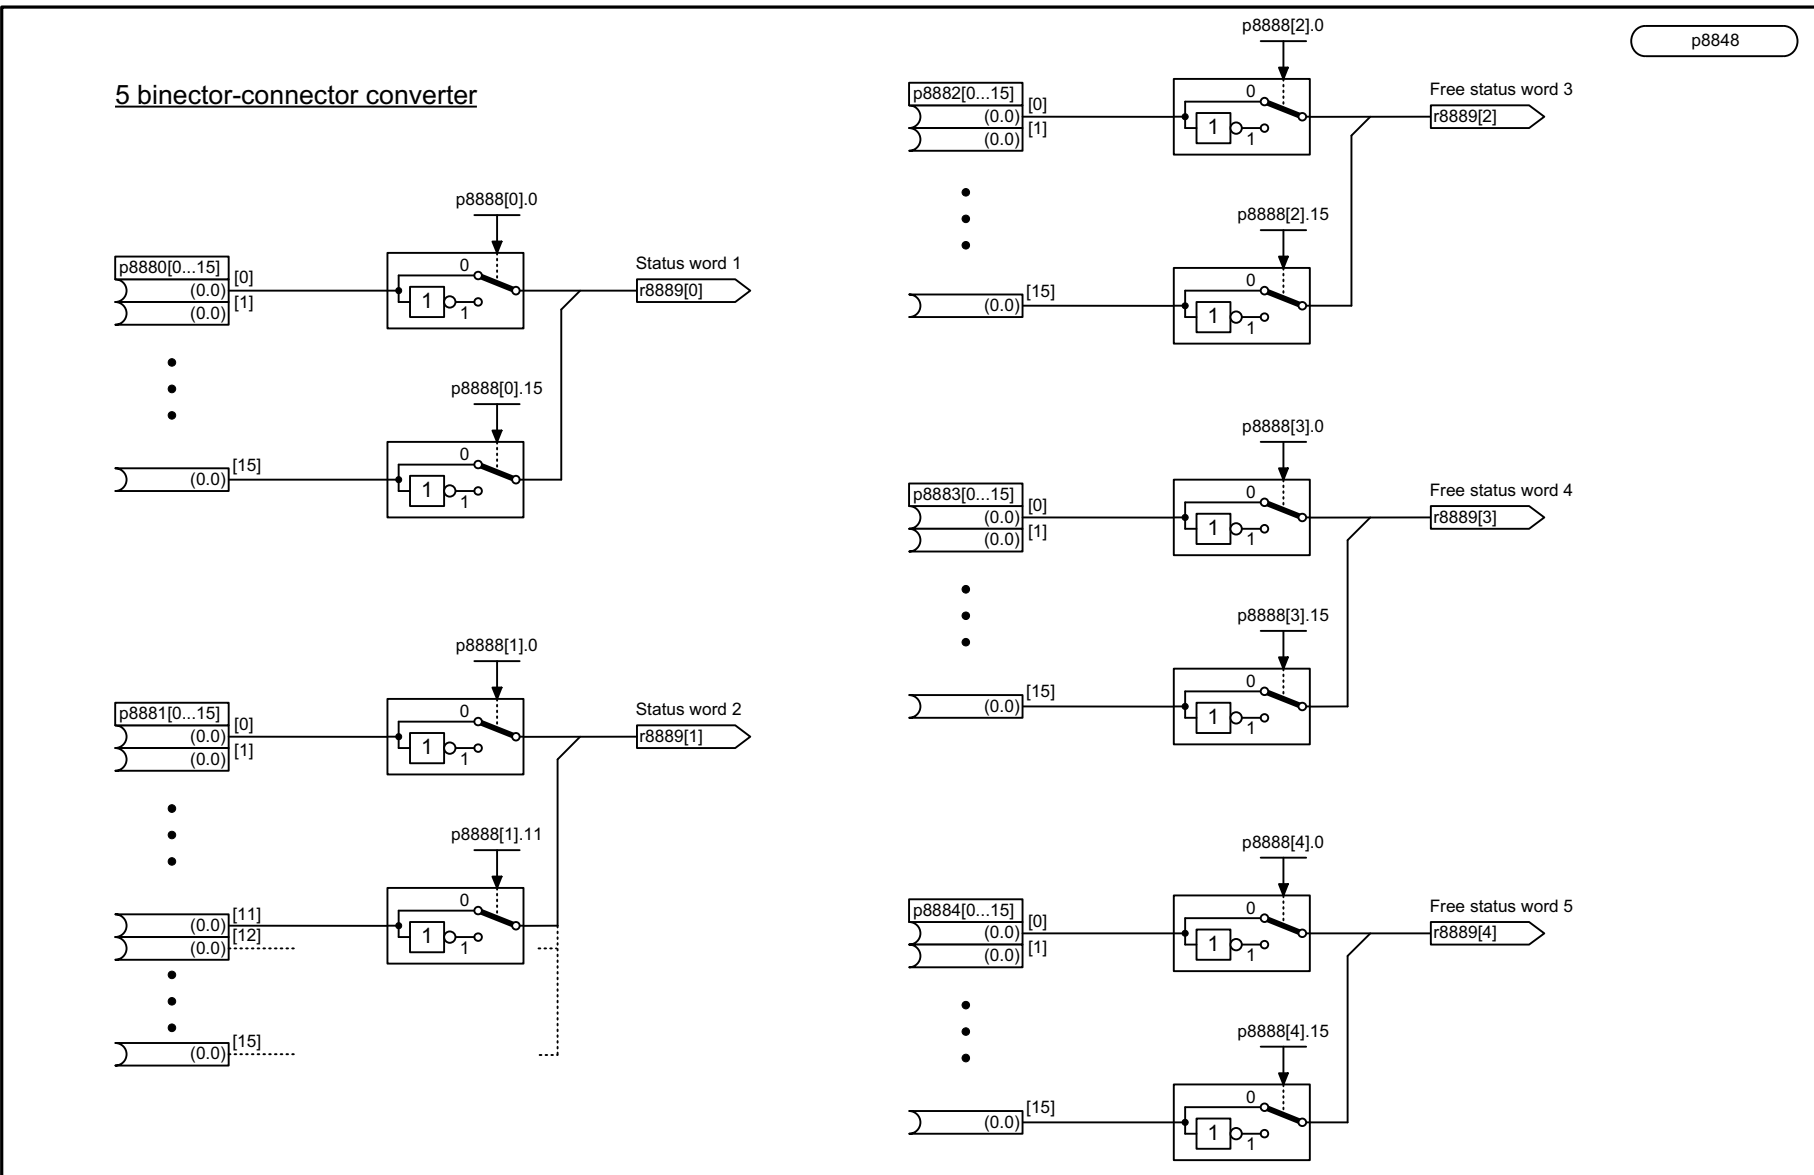 5 binector-connector converter
p8888[0].0
p8880[0...15]
[0]
(0.0)
[1]
(0.0)
0
1
1
Status word 1
r8889[0]
p8888[0].15
[15]
(0.0)
0
1
1
p8888[1].0
p8881[0...15]
[0]
(0.0)
[1]
(0.0)
0
1
1
Status word 2
r8889[1]
p8888[1].11
[11]
(0.0)
[12]
(0.0)
0
1
1
[15]
(0.0)
p8848
p8888[2].0
p8882[0...15]
[0]
(0.0)
[1]
(0.0)
0
1
1
Free status word 3
r8889[2]
p8888[2].15
[15]
(0.0)
0
1
1
p8888[3].0
p8883[0...15]
[0]
(0.0)
[1]
(0.0)
0
1
1
Free status word 4
r8889[3]
p8888[3].15
[15]
(0.0)
0
1
1
p8888[4].0
p8884[0...15]
[0]
(0.0)
[1]
(0.0)
0
1
1
Free status word 5
r8889[4]
p8888[4].15
[15]
(0.0)
0
1
1